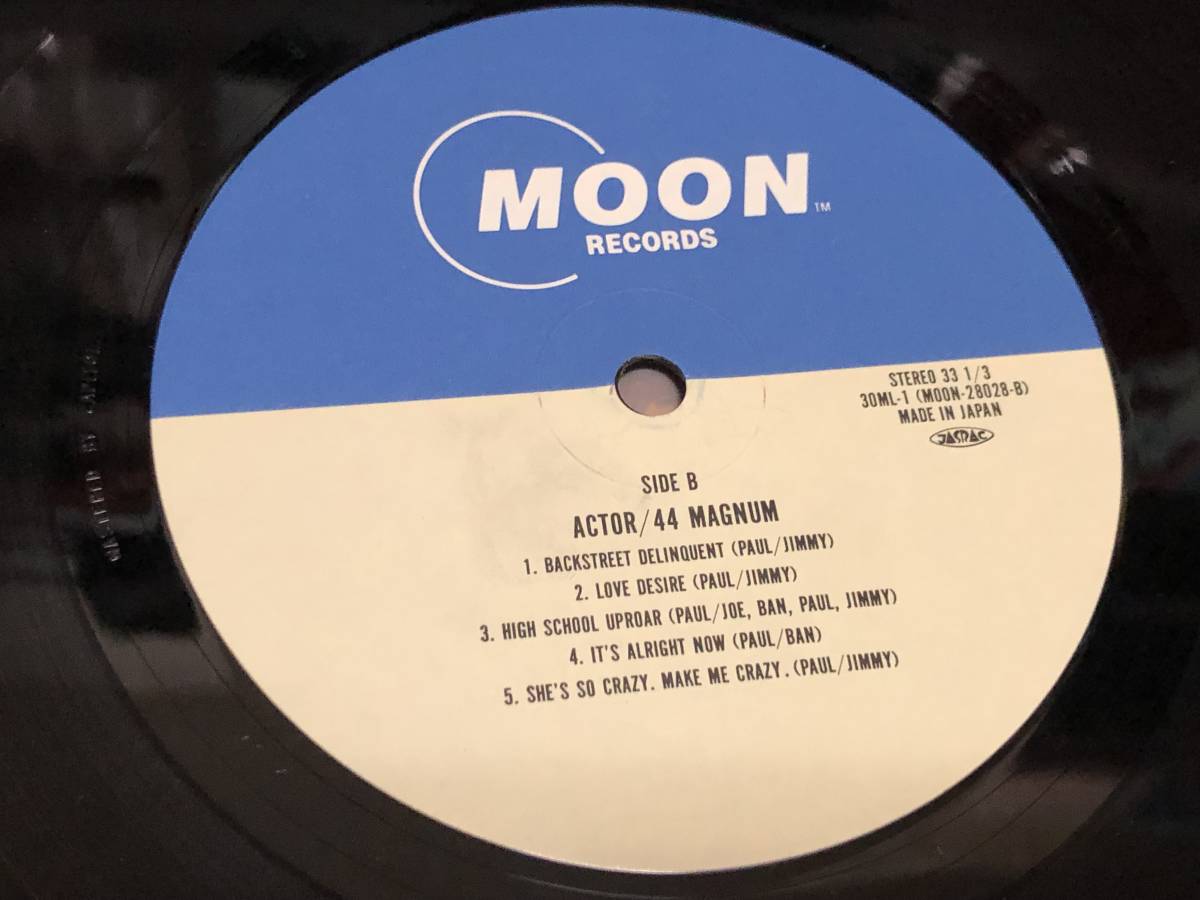 MOON TM
RECORDS
STEREO 33 1/3
30ML-1 (MOON-28028-B)
MADE IN JAPAN
JASRAC
SIDE B
ACTOR/44 MAGNUM
1. BACKSTREET DELINQUENT (PAUL/JIMMY)
2. LOVE DESIRE (PAUL/JIMMY)
3. HIGH SCHOOL UPROAR (PAUL/JOE, BAN, PAUL, JIMMY)
4. IT'S ALRIGHT NOW (PAUL/BAN)
5. SHE'S SO CRAZY. MAKE ME CRAZY. (PAUL/JIMMY)
MASTERED BY